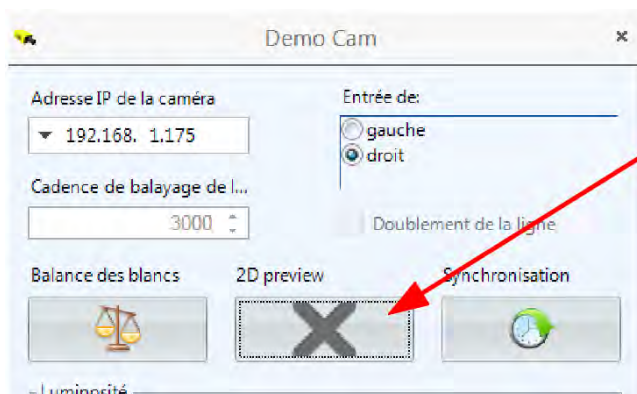 Demo Cam
Adresse IP de la caméra
192.168. 1.175
Entrée de:
gauche
droit
Cadence de balayage de l...
3000
Doublement de la ligne
Balance des blancs
2D preview
Synchronisation
Luminosité